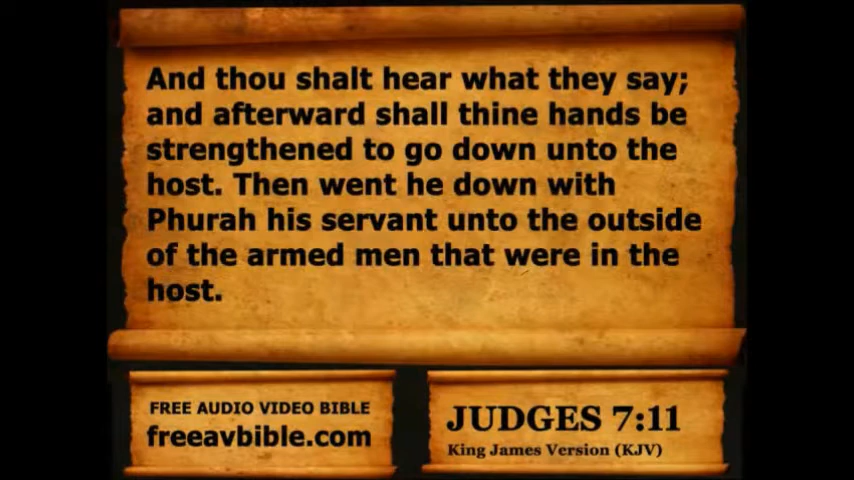 And thou shalt hear what they say;
and afterward shall thine hands be
strengthened to go down unto the
host. Then went he down with
Phurah his servant unto the outside
of the armed men that were in the
host.
FREE AUDIO VIDEO BIBLE
freeavbible.com
JUDGES 7:11
King James Version (KJV)